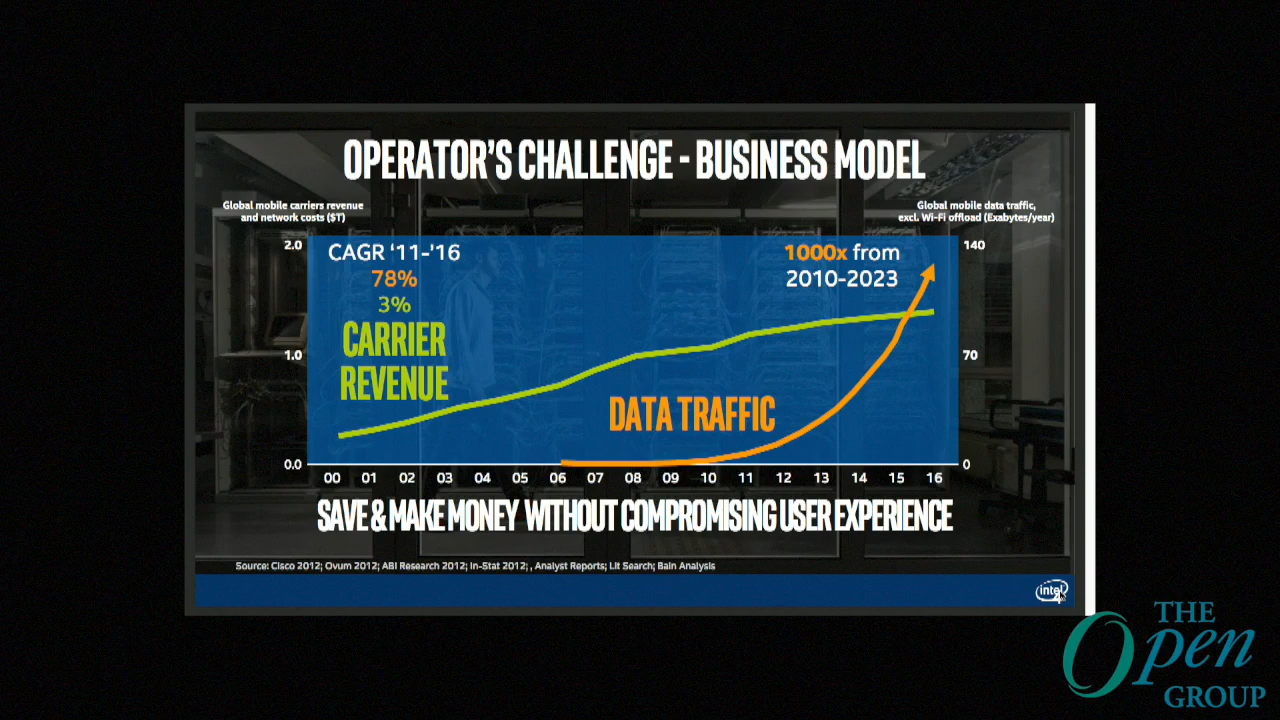 OPERATOR'S CHALLENGE - BUSINESS MODEL
Global mobile carriers revenue
and network costs ($T)
Global mobile data traffic,
excl. Wi-Fi offload (Exabytes/year)
2.0
1.0
0.0
CAGR '11-'16
78%
3%
CARRIER
REVENUE
1000x from
2010-2023
DATA TRAFFIC
140
70
0
00 01 02 03 04 05 06 07 08 09 10 11 12 13 14 15 16
SAVE & MAKE MONEY WITHOUT COMPROMISING USER EXPERIENCE
Source: Cisco 2012; Ovum 2012; ABI Research 2012; In-Stat 2012; , Analyst Reports; Lit Search; Bain Analysis
intel
4
THE
Open
GROUP